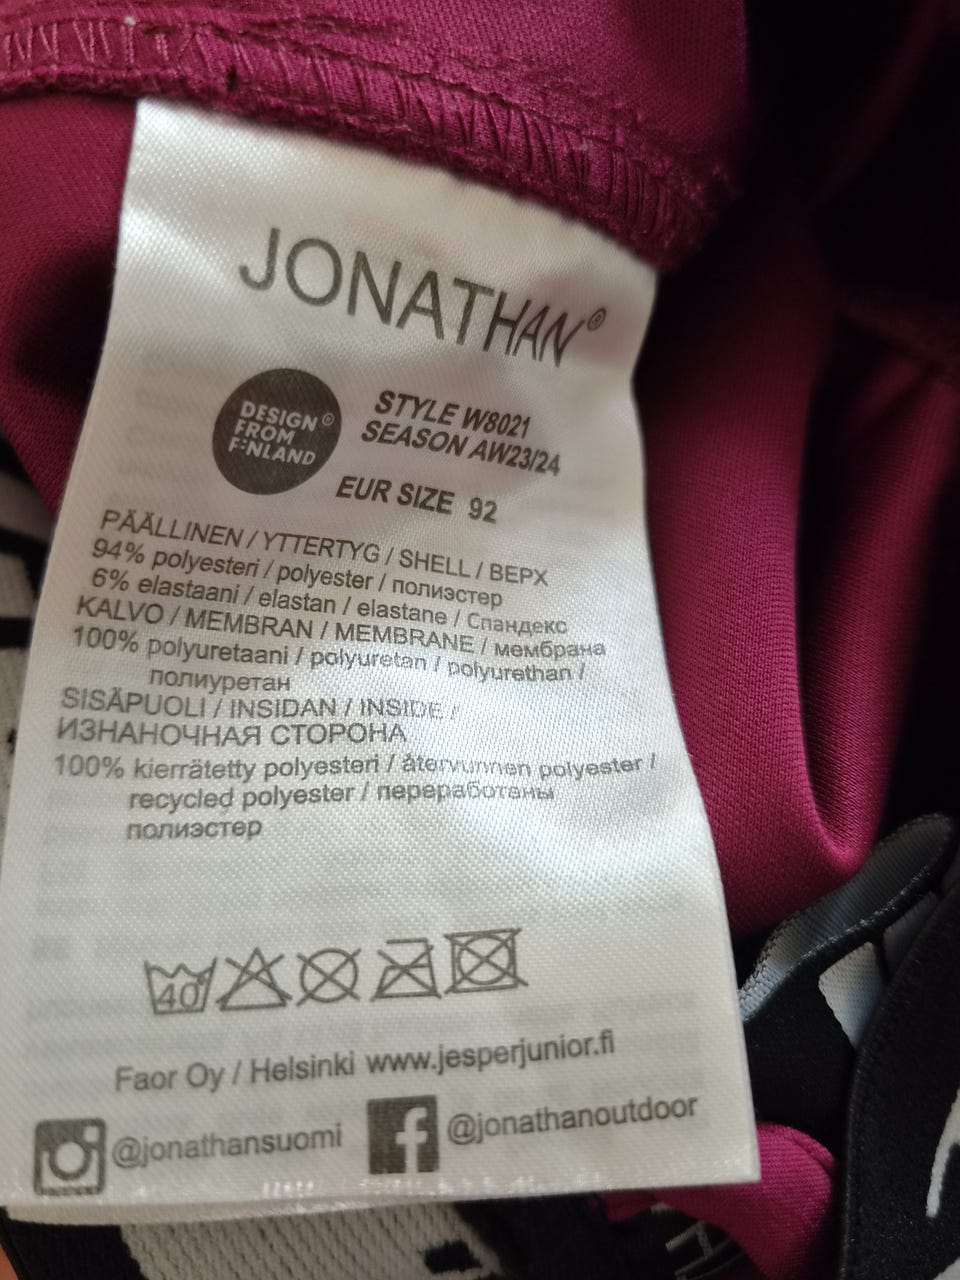 JONATHAN®
DESIGN®
FROM
FINLAND
STYLE W8021
SEASON AW23/24
EUR SIZE 92
PÄÄLLINEN / YTTERTYG / SHELL / ВЕРХ
94% polyesteri / polyester / полиэстер
6% elastaani / elastan / elastane / Спандекс
KALVO / MEMBRAN / MEMBRANE / мембрана
100% polyuretaani / polyuretan / polyurethan /
полиуретан
SISÄPUOLI / INSIDAN / INSIDE /
ИЗНАНОЧНАЯ СТОРОНА
100% kierrätetty polyesteri / återvunnen polyester /
recycled polyester / переработаны
полиэстер
40
Faor Oy / Helsinki www.jesperjunior.fi
@jonathansuomi
f @jonathanoutdoor